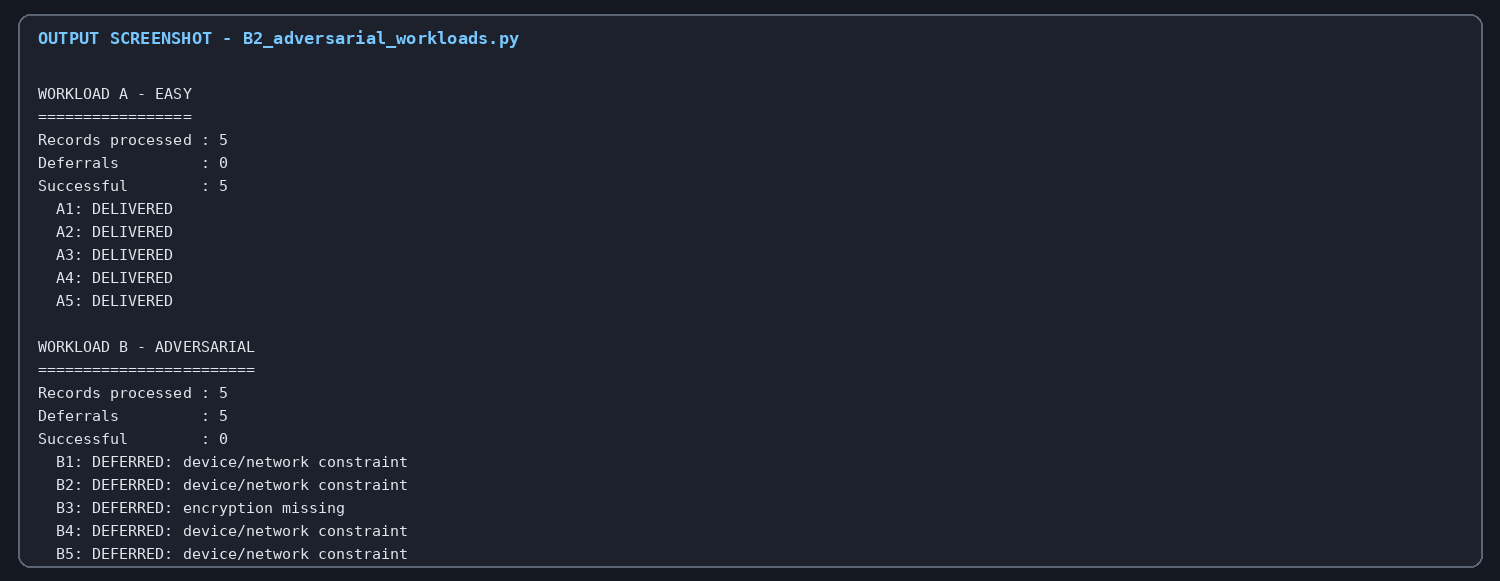 OUTPUT SCREENSHOT - B2_adversarial_workloads.py
WORKLOAD A - EASY
=================
Records processed : 5
Deferrals         : 0
Successful        : 5
  A1: DELIVERED
  A2: DELIVERED
  A3: DELIVERED
  A4: DELIVERED
  A5: DELIVERED
WORKLOAD B - ADVERSARIAL
========================
Records processed : 5
Deferrals         : 5
Successful        : 0
  B1: DEFERRED: device/network constraint
  B2: DEFERRED: device/network constraint
  B3: DEFERRED: encryption missing
  B4: DEFERRED: device/network constraint
  B5: DEFERRED: device/network constraint